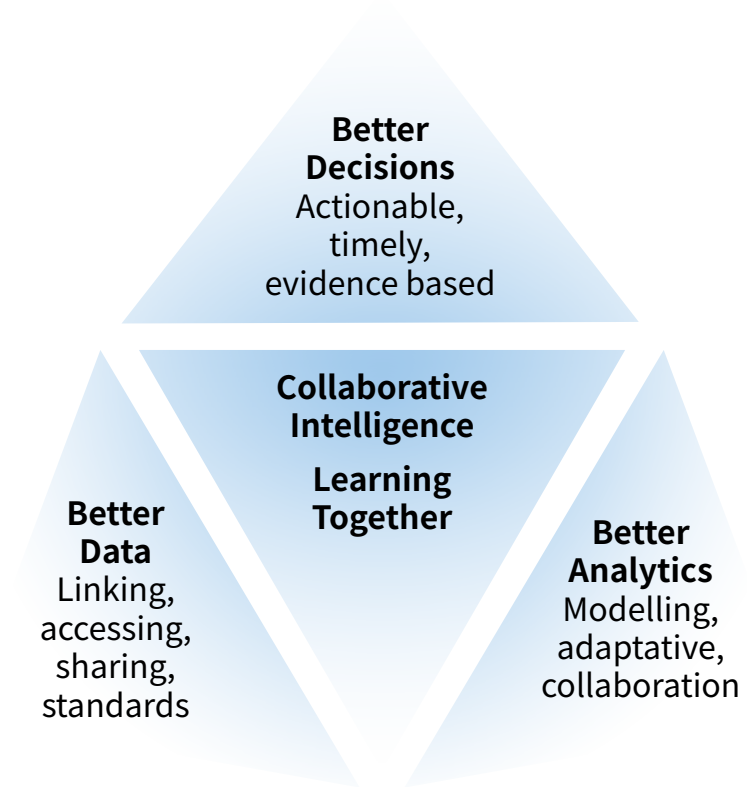 Better
Decisions
Actionable,
timely,
evidence based
Collaborative
Intelligence
Learning
Together
Better
Data
Linking,
accessing,
sharing,
standards
Better
Analytics
Modelling,
adaptative,
collaboration